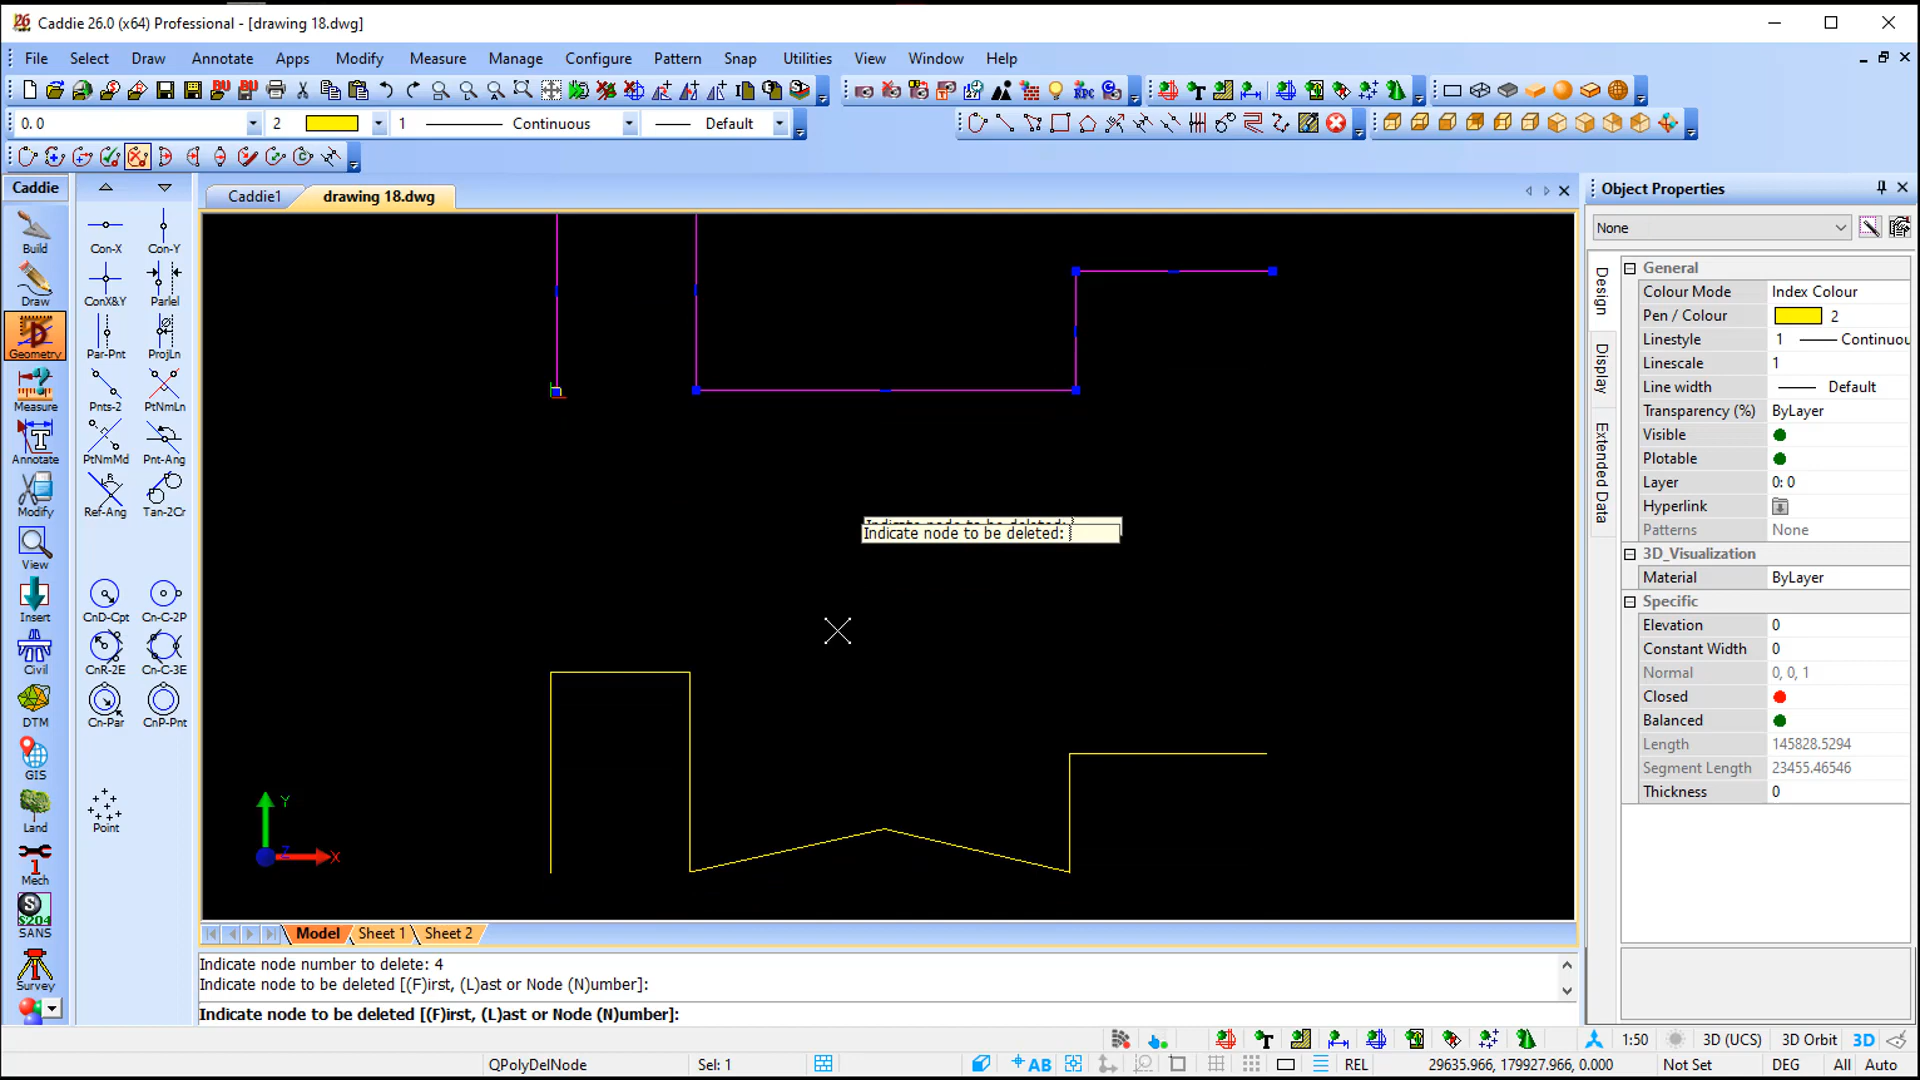 Caddie 26.0 (x64) Professional - [drawing 18.dwg]
File Select Draw Annotate Apps Modify Measure Manage Configure Pattern Snap Utilities View Window Help
0. 0 2 1 Continuous Default
Caddie
Caddie1 drawing 18.dwg
Build
Draw
Geometry
Measure
Annotate
Modify
View
Insert
Civil
DTM
GIS
Land
Mech
S204
SANS
Survey
Con-X Con-Y
ConX&Y Parlel
Par-Pnt ProjLn
Pnts-2 PtNmLn
PtNmMd Pnt-Ang
Ref-Ang Tan-2Cr
CnD-Cpt Cn-C-2P
CnR-2E Cn-C-3E
Cn-Par CnP-Pnt
Point
Indicate node to be deleted:
Indicate node to be deleted:
Y
Z X
Model Sheet 1 Sheet 2
Indicate node number to delete: 4
Indicate node to be deleted [(F)irst, (L)ast or Node (N)umber]:
Indicate node to be deleted [(F)irst, (L)ast or Node (N)umber]:
Object Properties
None
Design
Display
Extended Data
General
Colour Mode Index Colour
Pen / Colour 2
Linestyle 1 Continuou
Linescale 1
Line width Default
Transparency (%) ByLayer
Visible
Plotable
Layer 0: 0
Hyperlink
Patterns None
3D_Visualization
Material ByLayer
Specific
Elevation 0
Constant Width 0
Normal 0, 0, 1
Closed
Balanced
Length 145828.5294
Segment Length 23455.46546
Thickness 0
1:50 3D (UCS) 3D Orbit 3D
QPolyDelNode Sel: 1 AB REL 29635.966, 179927.966, 0.000 Not Set DEG All Auto